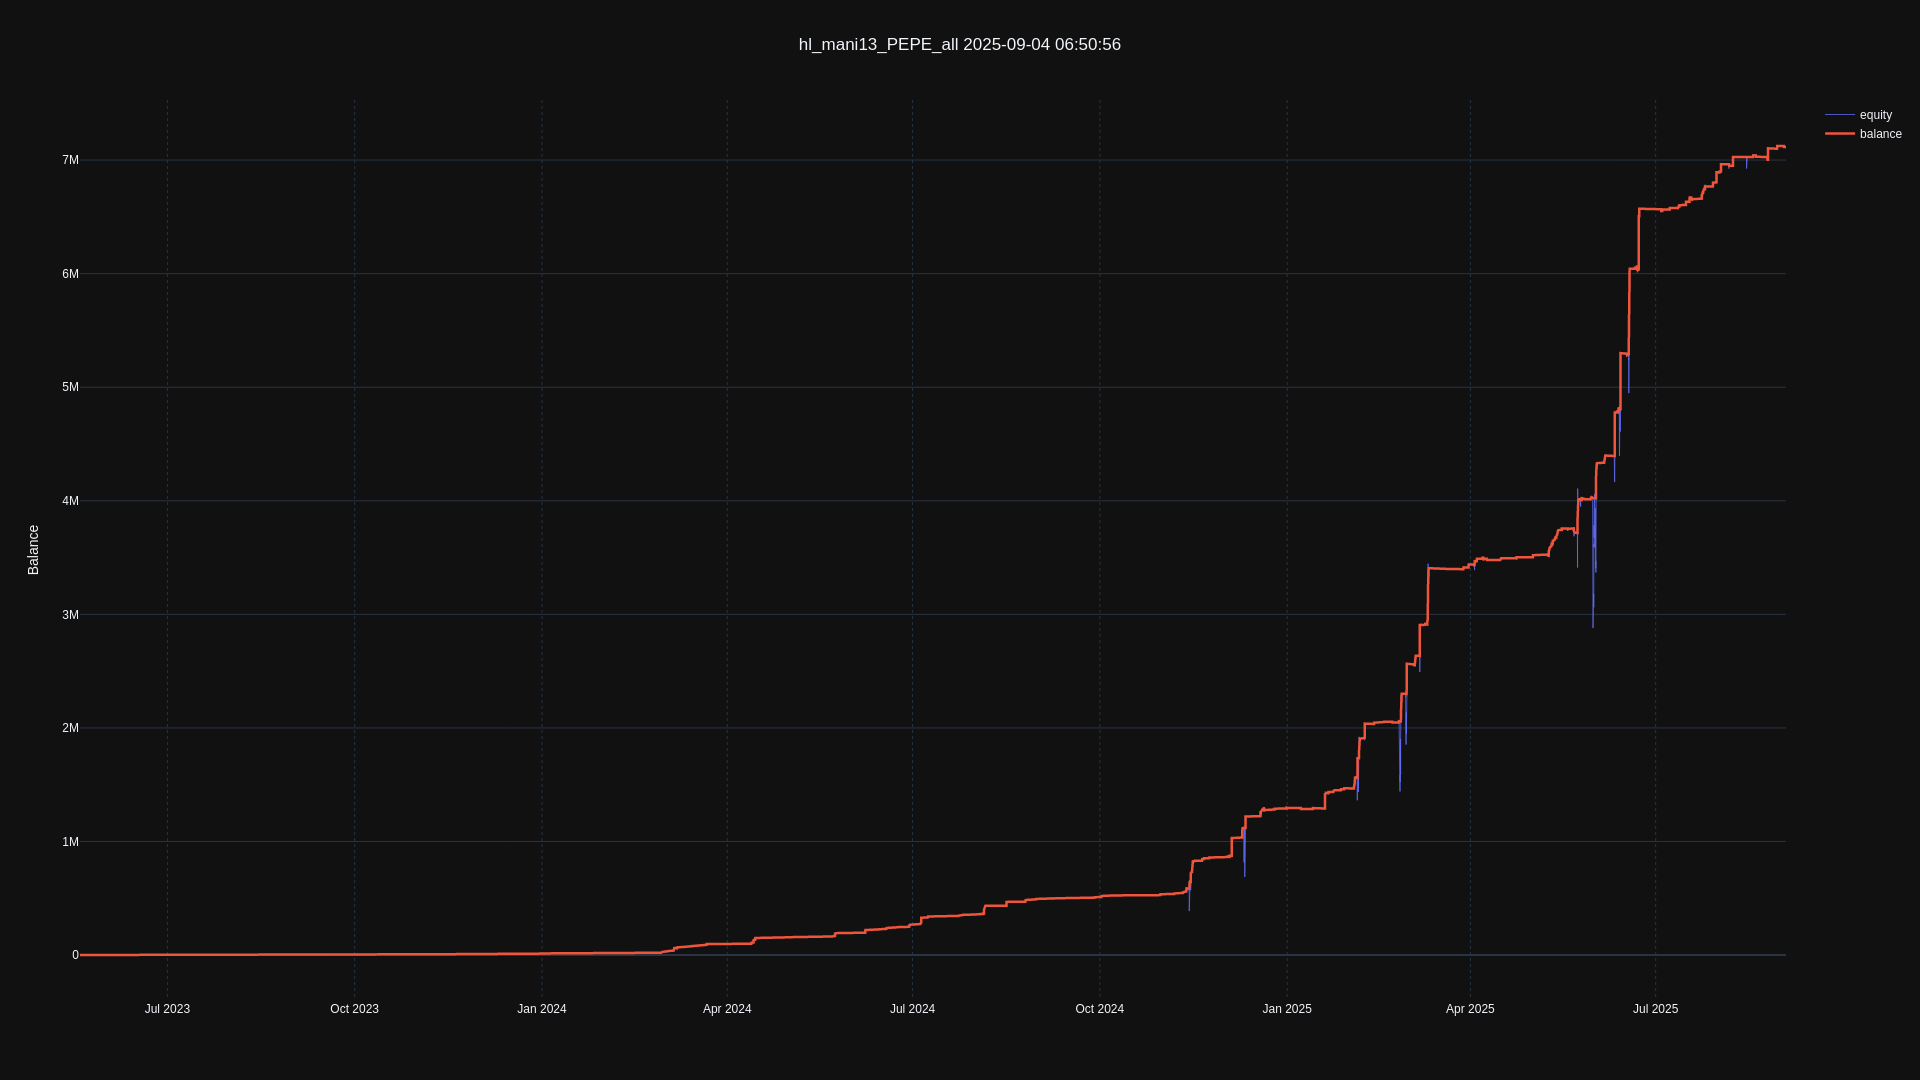 hl_mani13_PEPE_all 2025-09-04 06:50:56
equity
balance
7M
6M
5M
4M
3M
2M
1M
0
Balance
Jul 2023
Oct 2023
Jan 2024
Apr 2024
Jul 2024
Oct 2024
Jan 2025
Apr 2025
Jul 2025